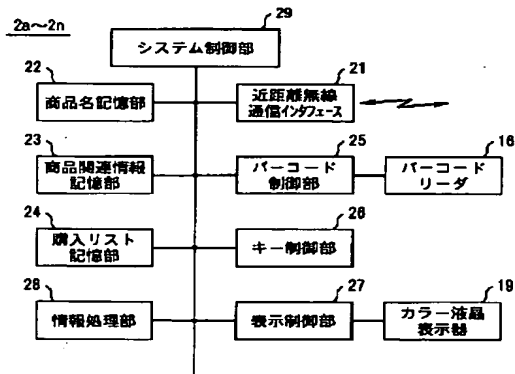 2a~2n
29
システム制御部
22
商品名記憶部
21
近距離無線
通信インタフェース
23
商品関連情報
記憶部
25
バーコード
制御部
16
バーコード
リーダ
24
購入リスト
記憶部
26
キー制御部
28
情報処理部
27
表示制御部
19
カラー液晶
表示器